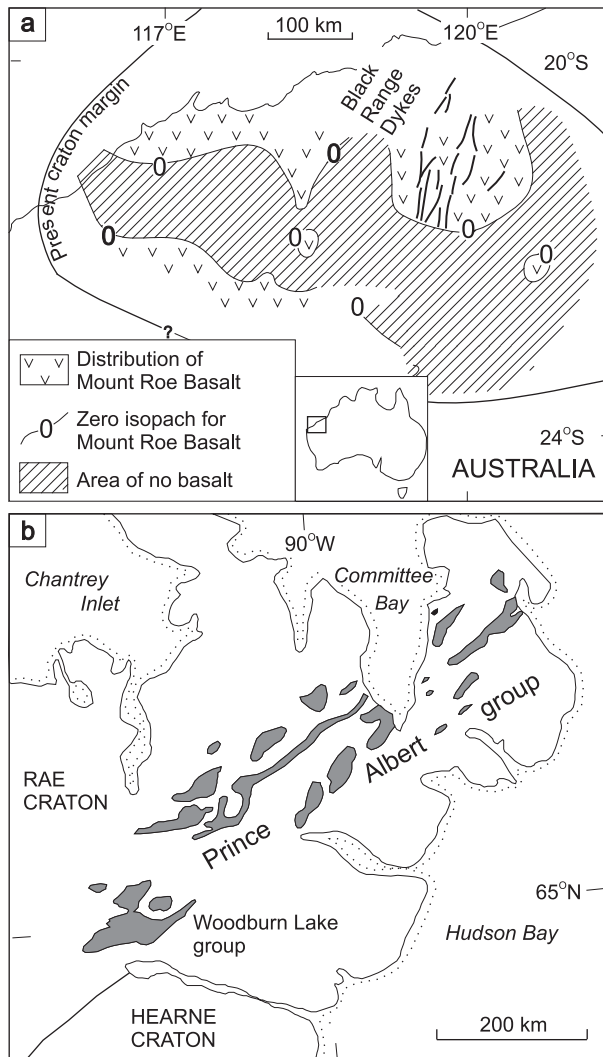 a
117°E
100 km
120°E
20°S
Black
Range
Dykes
Present craton margin
0
0
0
0
0
0
0
?
Distribution of
Mount Roe Basalt
0
Zero isopach for
Mount Roe Basalt
Area of no basalt
24°S
AUSTRALIA
b
90°W
Chantrey
Inlet
Committee
Bay
RAE
CRATON
Prince
Albert
group
65°N
Woodburn Lake
group
Hudson Bay
HEARNE
CRATON
200 km